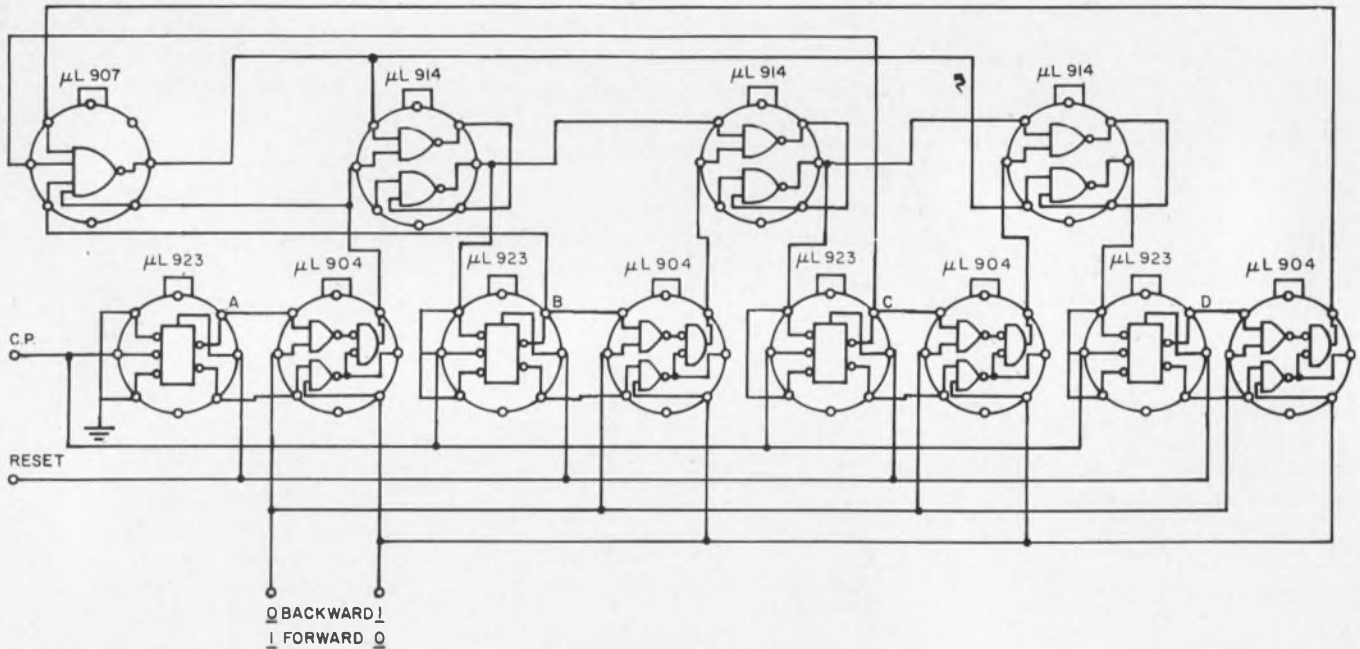 µL 907
µL 914
µL 914
µL 914
µL 923
µL 904
µL 923
µL 904
µL 923
µL 904
µL 923
µL 904
A
B
C
D
C.P.
RESET
0 BACKWARD 1
1 FORWARD 0